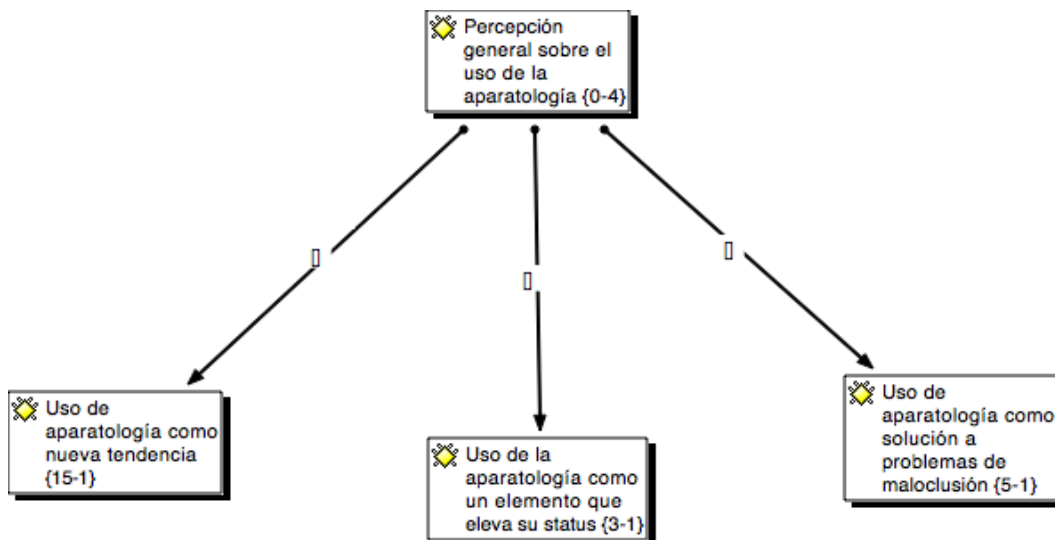 Percepción
general sobre el
uso de la
aparatología {0-4}
Uso de
aparatología como
nueva tendencia
{15-1}
Uso de la
aparatología como
un elemento que
eleva su status {3-1}
Uso de
aparatología como
solución a
problemas de
maloclusión {5-1}